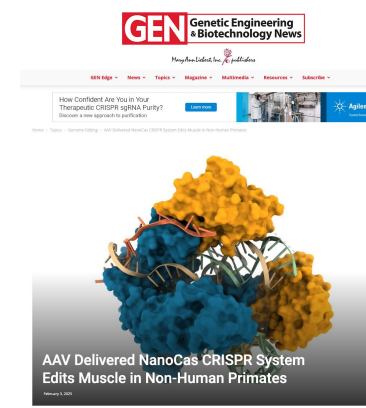 GEN Genetic Engineering
& Biotechnology News
Mary Ann Liebert, Inc. publishers
GEN Edge News Topics Magazine Multimedia Resources Subscribe
How Confident Are You in Your
Therapeutic CRISPR sgRNA Purity?
Discover a new approach to purification
Learn more
Agilen
Home Topics Genome Editing AAV Delivered NanoCas CRISPR System Edits Muscle in Non-Human Primates
AAV Delivered NanoCas CRISPR System
Edits Muscle in Non-Human Primates
February 3, 2025